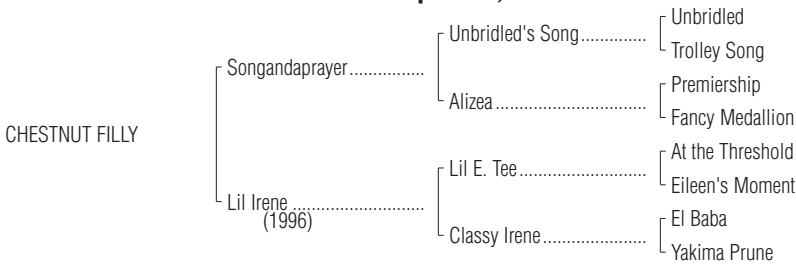 Unbridled
Unbridled's Song..............
Trolley Song
Songandaprayer................
Premiership
Alizea................................
Fancy Medallion
CHESTNUT FILLY
At the Threshold
Lil E. Tee...........................
Eileen's Moment
Lil Irene ............................
(1996)
El Baba
Classy Irene......................
Yakima Prune